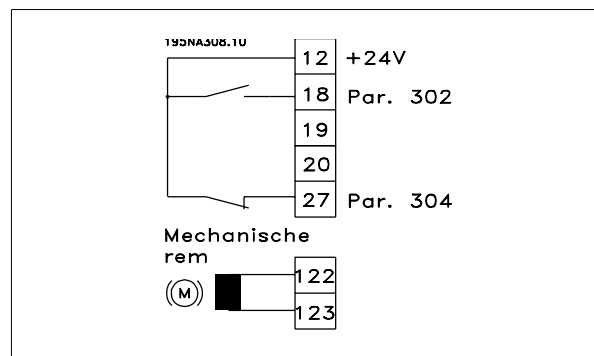 195NA308.10
12 +24V
18 Par. 302
19
20
27 Par. 304
Mechanische
rem
122
M
123